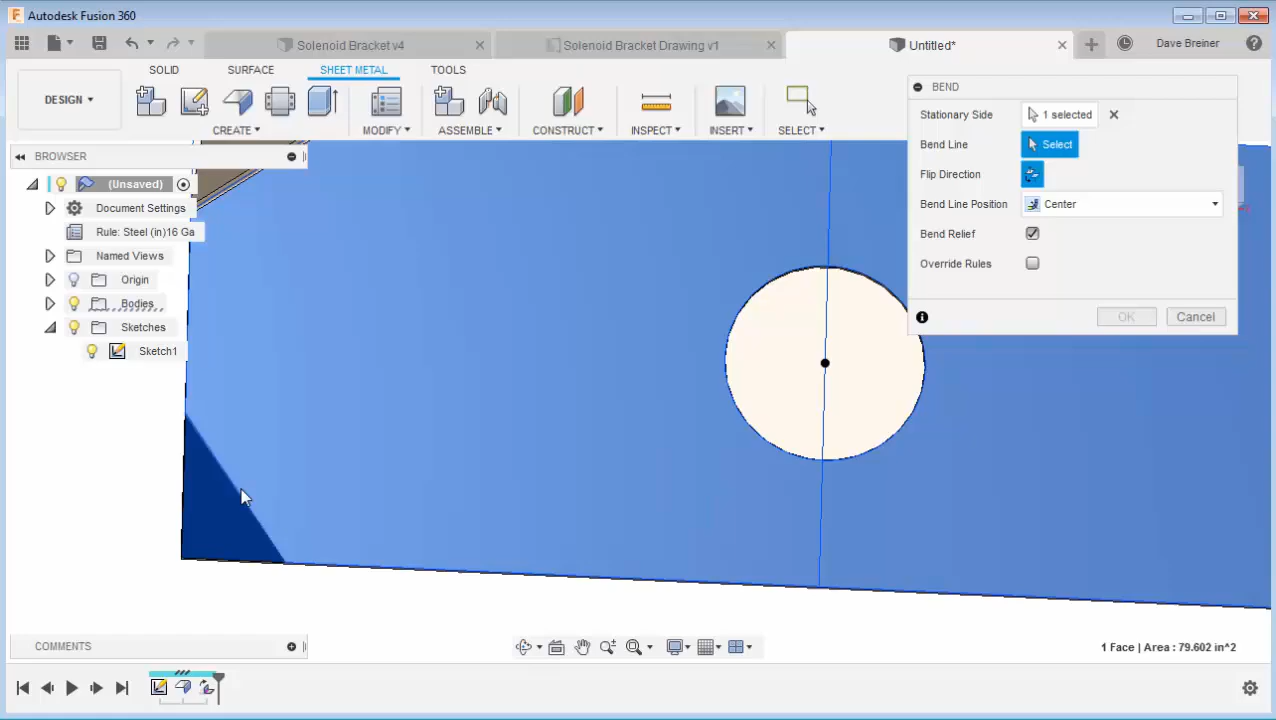 Autodesk Fusion 360
Solenoid Bracket v4
Solenoid Bracket Drawing v1
Untitled*
Dave Breiner
SOLID
SURFACE
SHEET METAL
TOOLS
DESIGN
CREATE
MODIFY
ASSEMBLE
CONSTRUCT
INSPECT
INSERT
SELECT
BEND
Stationary Side
1 selected
Bend Line
Select
Flip Direction
Bend Line Position
Center
Bend Relief
Override Rules
OK
Cancel
BROWSER
(Unsaved)
Document Settings
Rule: Steel (in)16 Ga
Named Views
Origin
Bodies
Sketches
Sketch1
COMMENTS
1 Face | Area : 79.602 in^2